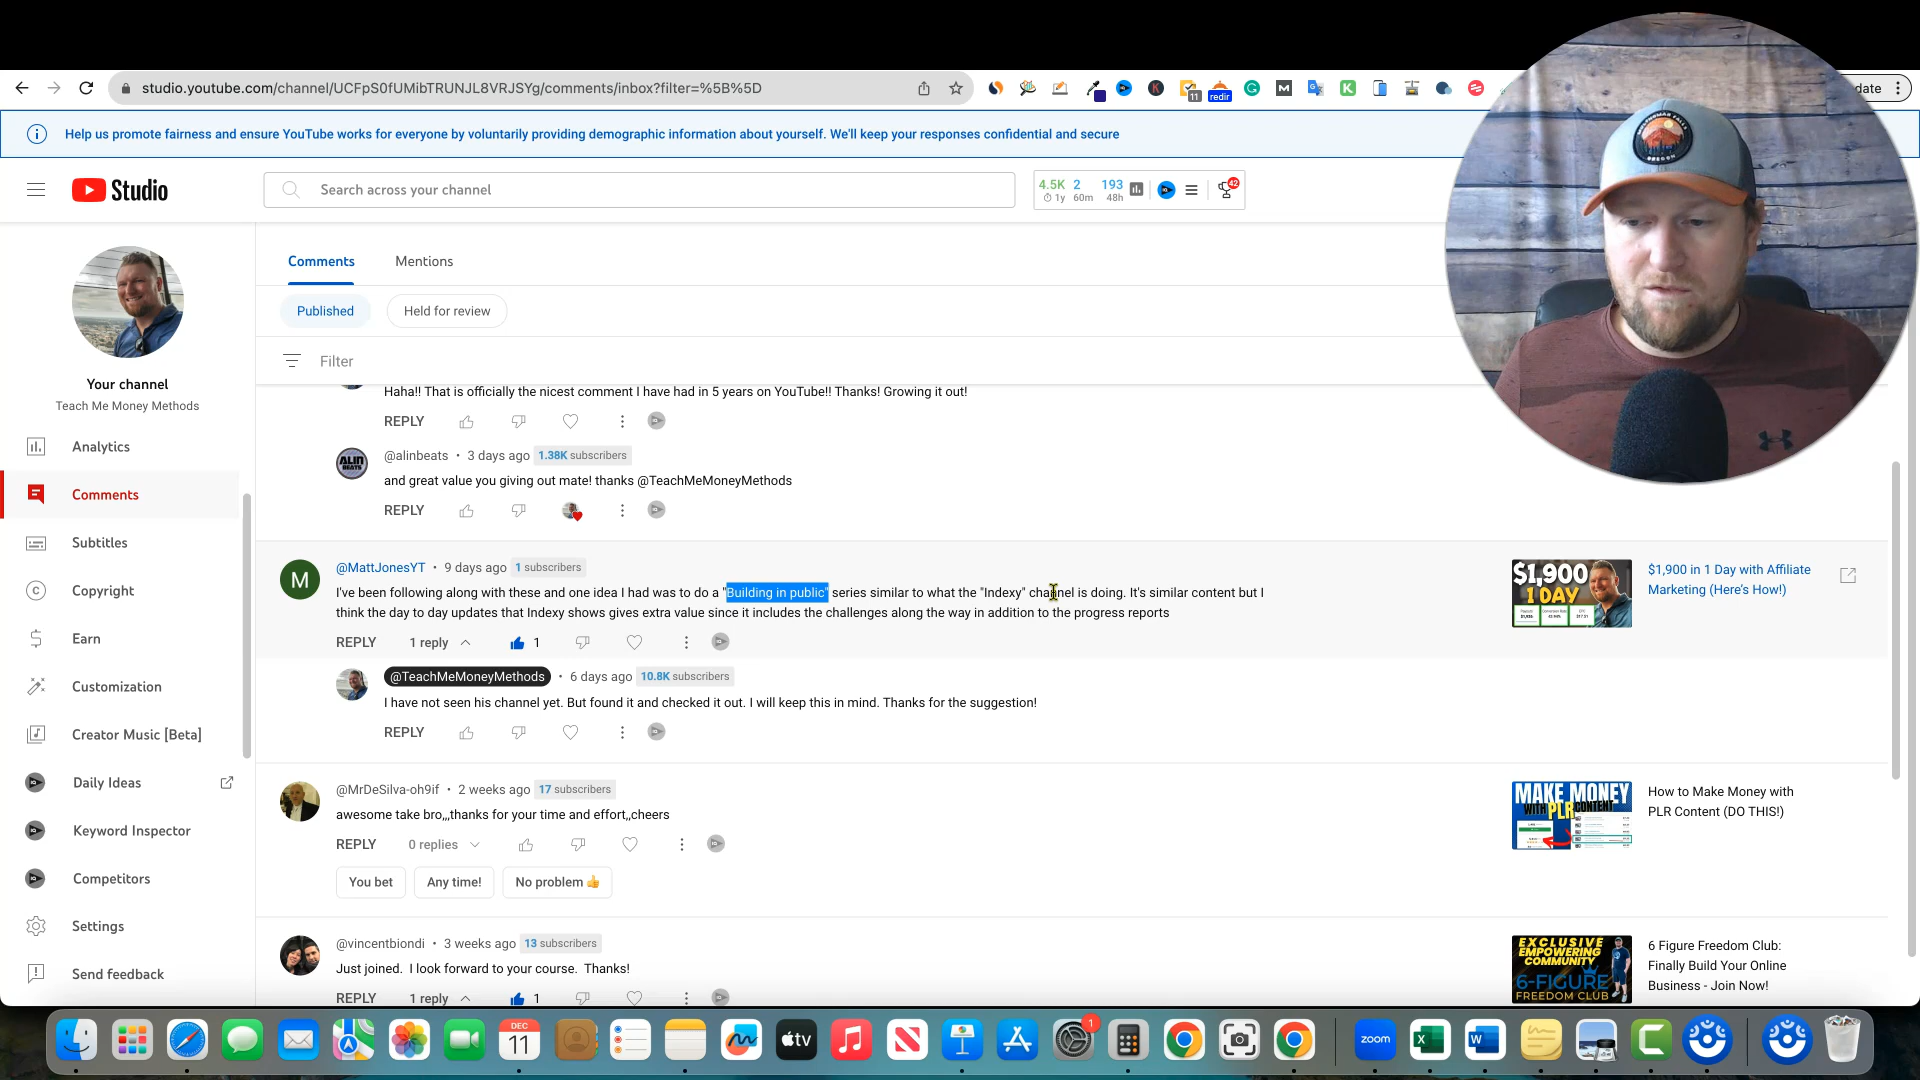 studio.youtube.com/channel/UCFpS0fUMibTRUNJL8VRJSYg/comments/inbox?filter=%5B%5D
11
redir
date
Help us promote fairness and ensure YouTube works for everyone by voluntarily providing demographic information about yourself. We'll keep your responses confidential and secure
Studio
Search across your channel
4.5K 2 193
1y 60m 48h
42
Comments
Mentions
Published
Held for review
Filter
Your channel
Teach Me Money Methods
Analytics
Comments
Subtitles
Copyright
Earn
Customization
Creator Music [Beta]
Daily Ideas
Keyword Inspector
Competitors
Settings
Send feedback
Haha!! That is officially the nicest comment I have had in 5 years on YouTube!! Thanks! Growing it out!
REPLY
ALIN
BEATS
@alinbeats • 3 days ago 1.38K subscribers
and great value you giving out mate! thanks @TeachMeMoneyMethods
REPLY
M
@MattJonesYT • 9 days ago 1 subscribers
I've been following along with these and one idea I had was to do a "Building in public" series similar to what the "Indexy" channel is doing. It's similar content but I
think the day to day updates that Indexy shows gives extra value since it includes the challenges along the way in addition to the progress reports
REPLY 1 reply 1
$1,900
1 DAY
$1,900 in 1 Day with Affiliate
Marketing (Here's How!)
@TeachMeMoneyMethods • 6 days ago 10.8K subscribers
I have not seen his channel yet. But found it and checked it out. I will keep this in mind. Thanks for the suggestion!
REPLY
@MrDeSilva-oh9if • 2 weeks ago 17 subscribers
awesome take bro,,,thanks for your time and effort,,cheers
REPLY 0 replies
You bet
Any time!
No problem 👍
MAKE MONEY
WITH PLR CONTENT
How to Make Money with
PLR Content (DO THIS!)
@vincentbiondi • 3 weeks ago 13 subscribers
Just joined. I look forward to your course. Thanks!
REPLY 1 reply 1
EXCLUSIVE
EMPOWERING
COMMUNITY
6-FIGURE
FREEDOM CLUB
6 Figure Freedom Club:
Finally Build Your Online
Business - Join Now!
OREGON
DEC
11
tv
1
zoom
X
W